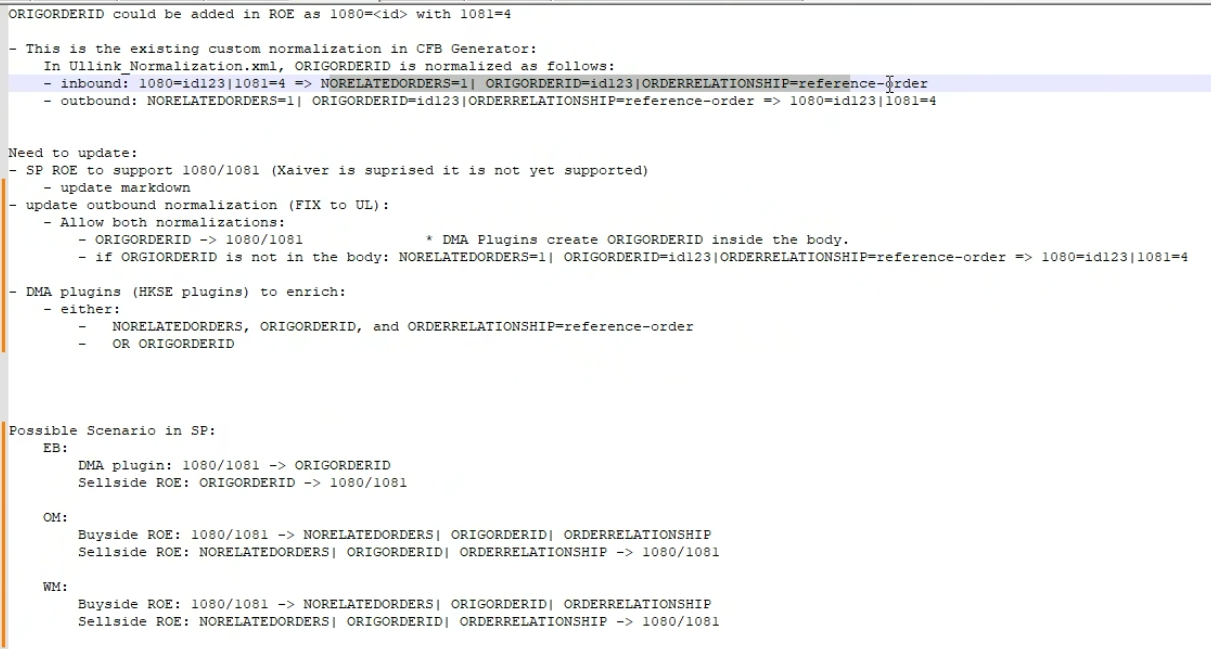 ORIGORDERID could be added in ROE as 1080=<id> with 1081=4
- This is the existing custom normalization in CFB Generator:
In Ullink_Normalization.xml, ORIGORDERID is normalized as follows:
- inbound: 1080=id123|1081=4 => NORELATEDORDERS=1| ORIGORDERID=id123|ORDERRELATIONSHIP=reference-order
- outbound: NORELATEDORDERS=1| ORIGORDERID=id123|ORDERRELATIONSHIP=reference-order => 1080=id123|1081=4
Need to update:
- SP ROE to support 1080/1081 (Xaiver is suprised it is not yet supported)
- update markdown
- update outbound normalization (FIX to UL):
- Allow both normalizations:
- ORIGORDERID -> 1080/1081 * DMA Plugins create ORIGORDERID inside the body.
- if ORGIORDERID is not in the body: NORELATEDORDERS=1| ORIGORDERID=id123|ORDERRELATIONSHIP=reference-order => 1080=id123|1081=4
- DMA plugins (HKSE plugins) to enrich:
- either:
- NORELATEDORDERS, ORIGORDERID, and ORDERRELATIONSHIP=reference-order
- OR ORIGORDERID
Possible Scenario in SP:
EB:
DMA plugin: 1080/1081 -> ORIGORDERID
Sellside ROE: ORIGORDERID -> 1080/1081
OM:
Buyside ROE: 1080/1081 -> NORELATEDORDERS| ORIGORDERID| ORDERRELATIONSHIP
Sellside ROE: NORELATEDORDERS| ORIGORDERID| ORDERRELATIONSHIP -> 1080/1081
WM:
Buyside ROE: 1080/1081 -> NORELATEDORDERS| ORIGORDERID| ORDERRELATIONSHIP
Sellside ROE: NORELATEDORDERS| ORIGORDERID| ORDERRELATIONSHIP -> 1080/1081